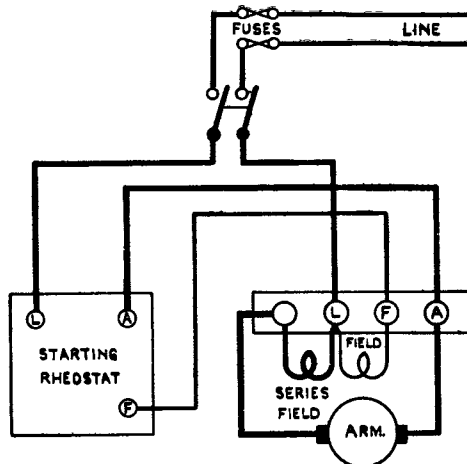 FUSES LINE
L A
STARTING
RHEOSTAT
F
L F A
FIELD
SERIES
FIELD
ARM.